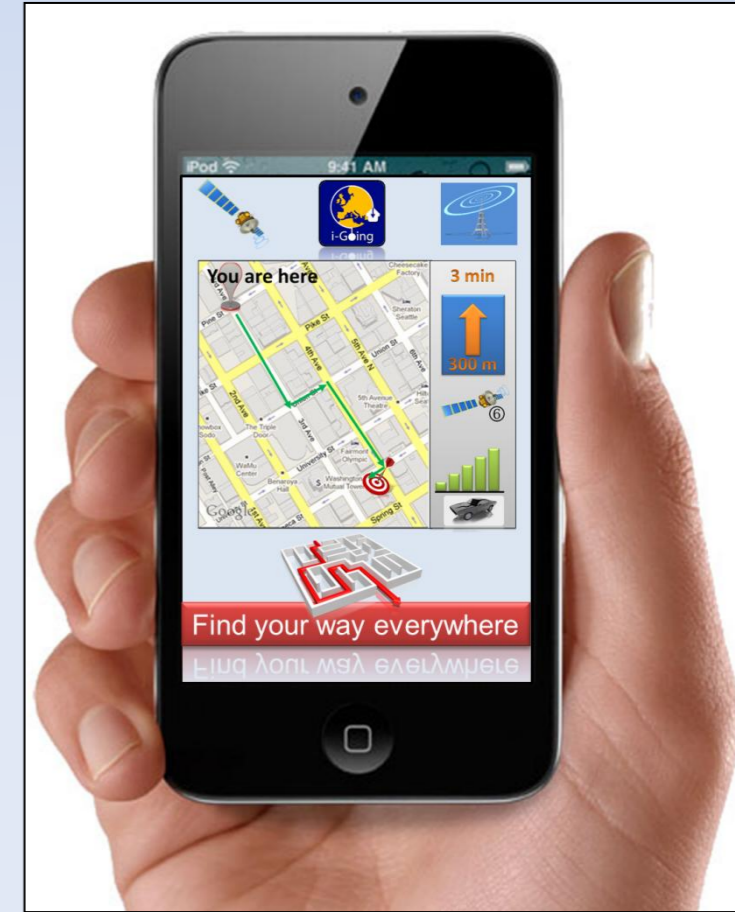 iPod 9:41 AM
i-Going
You are here
3 min
300 m
⑥
Cheesecake
Factory
Sheraton
Seattle
Pine St
Pike St
Union St
6th Ave
5th Ave N
4th Ave
5th Avenue
Theatre
2nd Ave
The Triple
Door
3rd Ave
Fairmont
Olympic
University St
WaMu
Center
Benaroya
Hall
Washington
Mutual Tower
Spring St
Google
Find your way everywhere